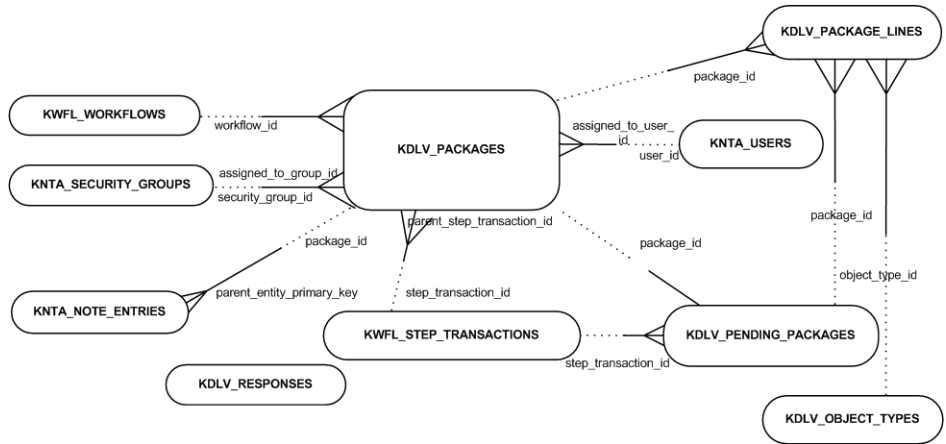 KDLV_PACKAGE_LINES
package_id
KWFL_WORKFLOWS
workflow_id
KDLV_PACKAGES
assigned_to_user_
id
user_id
KNTA_USERS
KNTA_SECURITY_GROUPS
assigned_to_group_id
security_group_id
parent_step_transaction_id
package_id
package_id
package_id
object_type_id
KNTA_NOTE_ENTRIES
parent_entity_primary_key
step_transaction_id
KWFL_STEP_TRANSACTIONS
step_transaction_id
KDLV_PENDING_PACKAGES
KDLV_RESPONSES
KDLV_OBJECT_TYPES